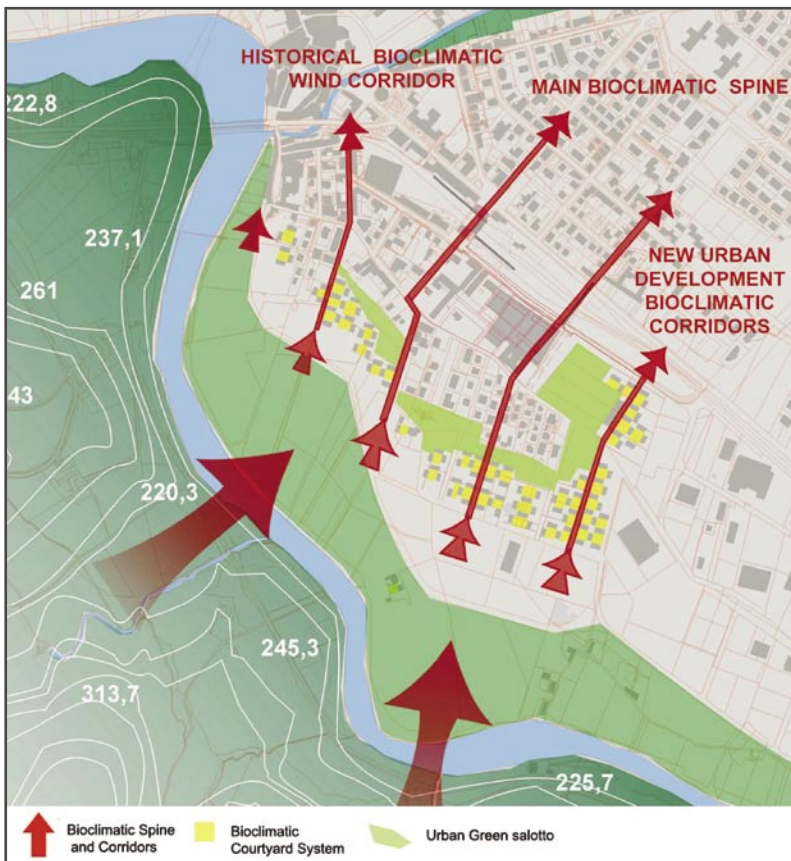 HISTORICAL BIOCLIMATIC
WIND CORRIDOR
MAIN BIOCLIMATIC SPINE
222,8
237,1
NEW URBAN
DEVELOPMENT
BIOCLIMATIC
CORRIDORS
261
43
220,3
245,3
313,7
225,7
Bioclimatic Spine
and Corridors
Bioclimatic
Courtyard System
Urban Green salotto